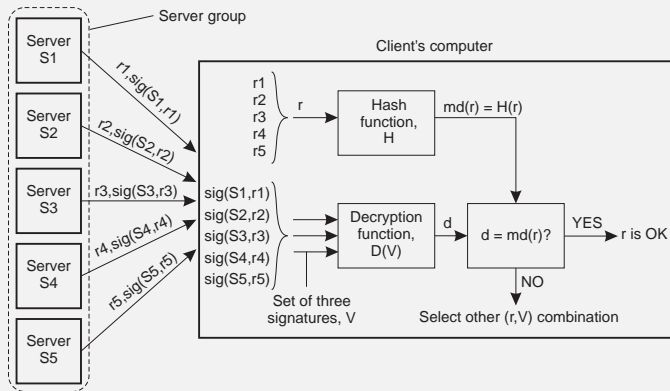 Server group
Server
S1
Server
S2
Server
S3
Server
S4
Server
S5
r1,sig(S1,r1)
r2,sig(S2,r2)
r3,sig(S3,r3)
r4,sig(S4,r4)
r5,sig(S5,r5)
Client's computer
r1
r2
r3
r4
r5
r
Hash
function,
H
md(r) = H(r)
sig(S1,r1)
sig(S2,r2)
sig(S3,r3)
sig(S4,r4)
sig(S5,r5)
Set of three
signatures, V
Decryption
function,
D(V)
d
d = md(r)?
YES
r is OK
NO
Select other (r,V) combination